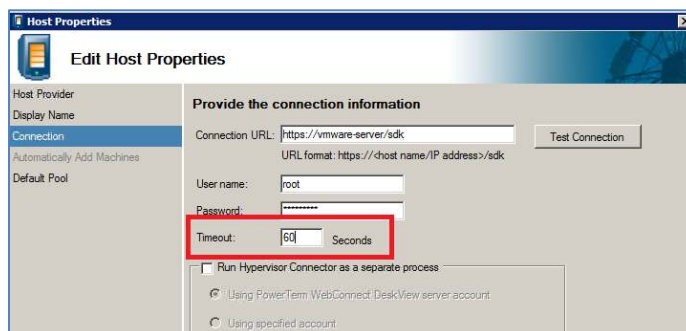 Host Properties
Edit Host Properties
Host Provider
Display Name
Connection
Automatically Add Machines
Default Pool
Provide the connection information
Connection URL: https://vmware-server/sdk Test Connection
URL format: https://<host name/IP address>/sdk
User name: root
Password: *********
Timeout: 60 Seconds
Run Hypervisor Connector as a separate process
Using PowerTerm WebConnect DeskView server account
Using specified account